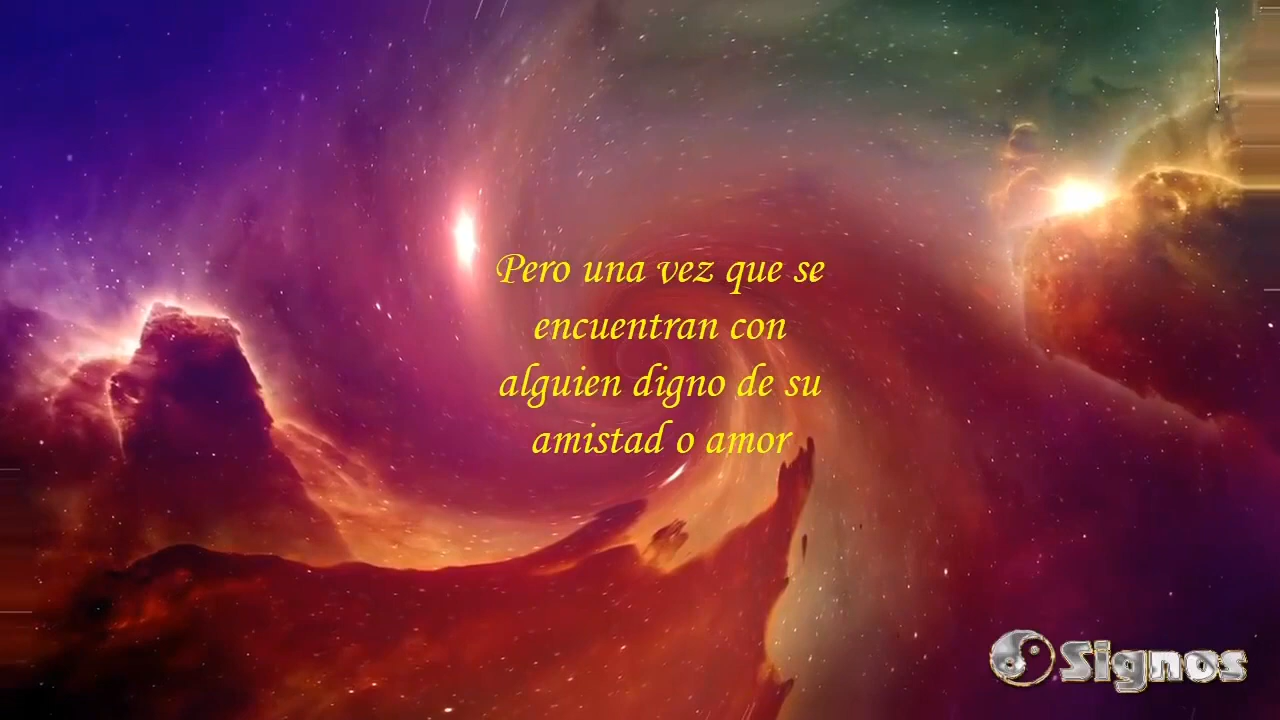 Pero una vez que se
encuentran con
alguien digno de su
amistad o amor
Signos